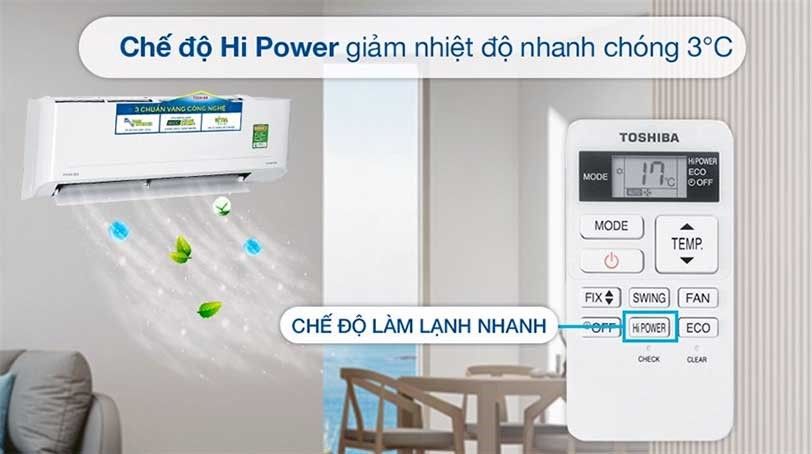 Chế độ Hi Power giảm nhiệt độ nhanh chóng 3°C
TOSHIBA
3 CHUẨN VÀNG CÔNG NGHỆ
TOSHIBA
MODE
17°C
AUTO
Hi POWER
ECO
OFF
MODE
TEMP.
FIX
SWING
FAN
CHẾ ĐỘ LÀM LẠNH NHANH
OFF
Hi POWER
ECO
CHECK
CLEAR